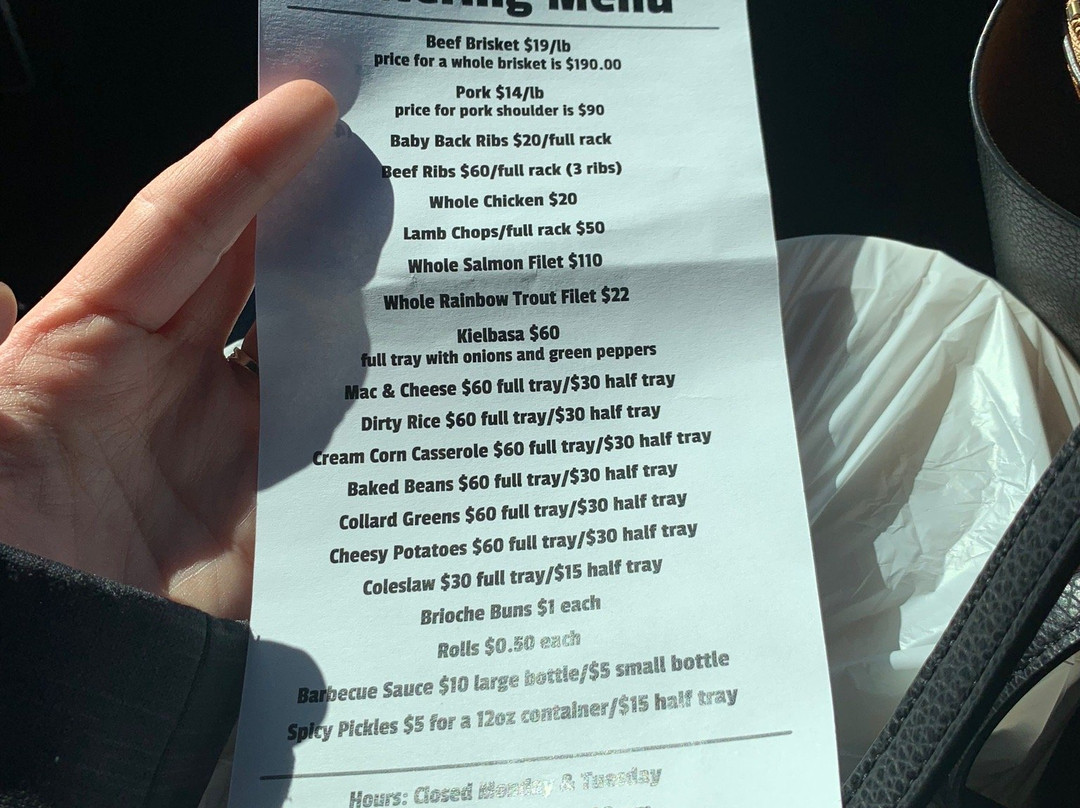 Menu
Beef Brisket $19/lb
price for a whole brisket is $190.00
Pork $14/lb
price for pork shoulder is $90
Baby Back Ribs $20/full rack
Beef Ribs $60/full rack (3 ribs)
Whole Chicken $20
Lamb Chops/full rack $50
Whole Salmon Filet $110
Whole Rainbow Trout Filet $22
Kielbasa $60
full tray with onions and green peppers
Mac & Cheese $60 full tray/$30 half tray
Dirty Rice $60 full tray/$30 half tray
Cream Corn Casserole $60 full tray/$30 half tray
Baked Beans $60 full tray/$30 half tray
Collard Greens $60 full tray/$30 half tray
Cheesy Potatoes $60 full tray/$30 half tray
Coleslaw $30 full tray/$15 half tray
Brioche Buns $1 each
Rolls $0.50 each
Barbecue Sauce $10 large bottle/$5 small bottle
Spicy Pickles $5 for a 12oz container/$15 half tray
Hours: Closed Monday & Tuesday